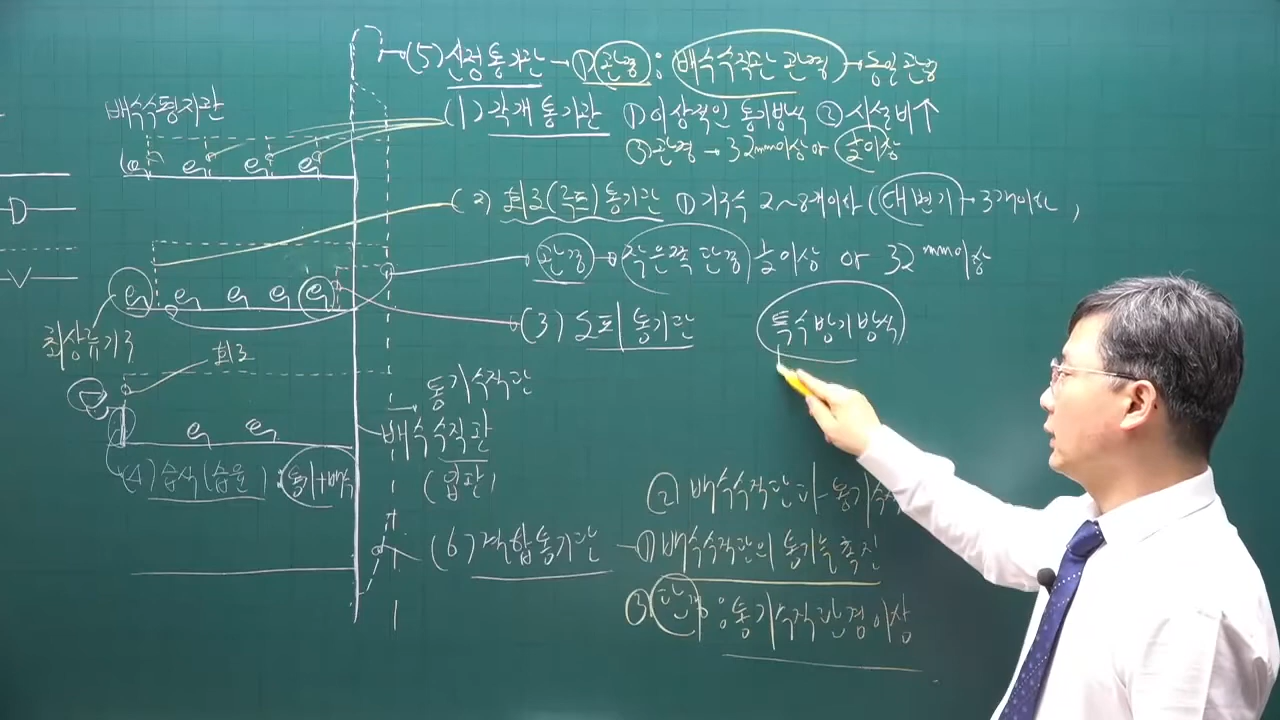 (5) 신정통기관 → ① 관경 : 배수수직관 관경 → 동일관경
배수수평지관
(1) 각개통기관 ① 이상적인 통기방식 ② 시설비↑
③ 관경 → 32mm이상 or ½이상
(2) 회로(루프)통기관 ① 기구수 2~8개이내 (대변기 → 3개이내,
관경 → 작은쪽 관경 ½이상 or 32mm이상
(3) 도피 통기관
특수방기방식
최상류기구
회로
통기수직관
배수수직관
(입관)
(4) 습식(습윤) : 통기+배수
(6) 결합통기관 - ① 배수수직관의 통기능 촉진
② 배수수직관과-통기수직
③ 관경 : 통기수직관경이상
D
V